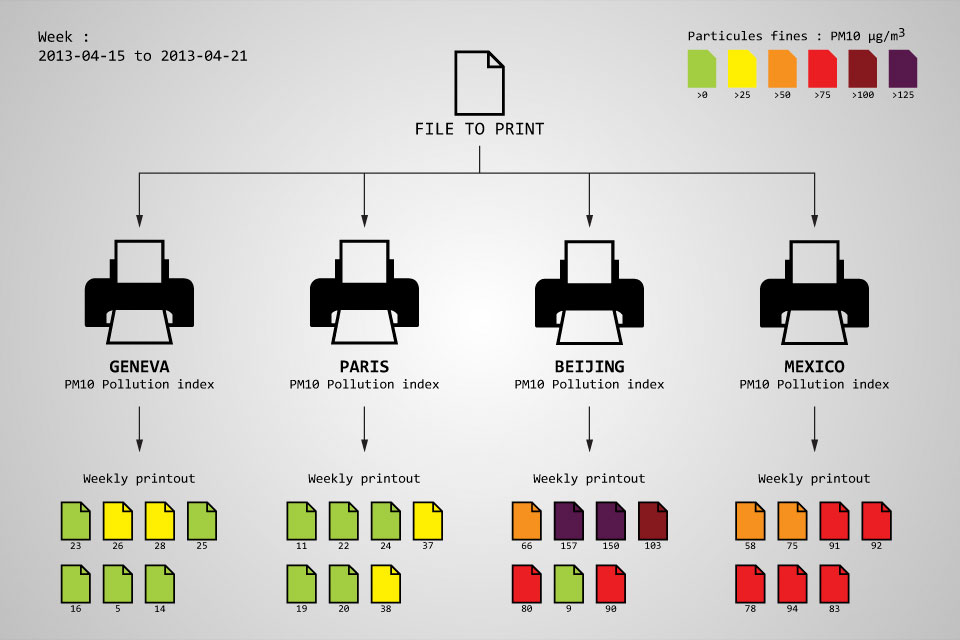 Week :
2013-04-15 to 2013-04-21
Particules fines : PM10 µg/m³
>0 >25 >50 >75 >100 >125
FILE TO PRINT
GENEVA PARIS BEIJING MEXICO
PM10 Pollution index PM10 Pollution index PM10 Pollution index PM10 Pollution index
Weekly printout Weekly printout Weekly printout Weekly printout
23 26 28 25 11 22 24 37 66 157 150 103 58 75 91 92
16 5 14 19 20 38 80 9 90 78 94 83